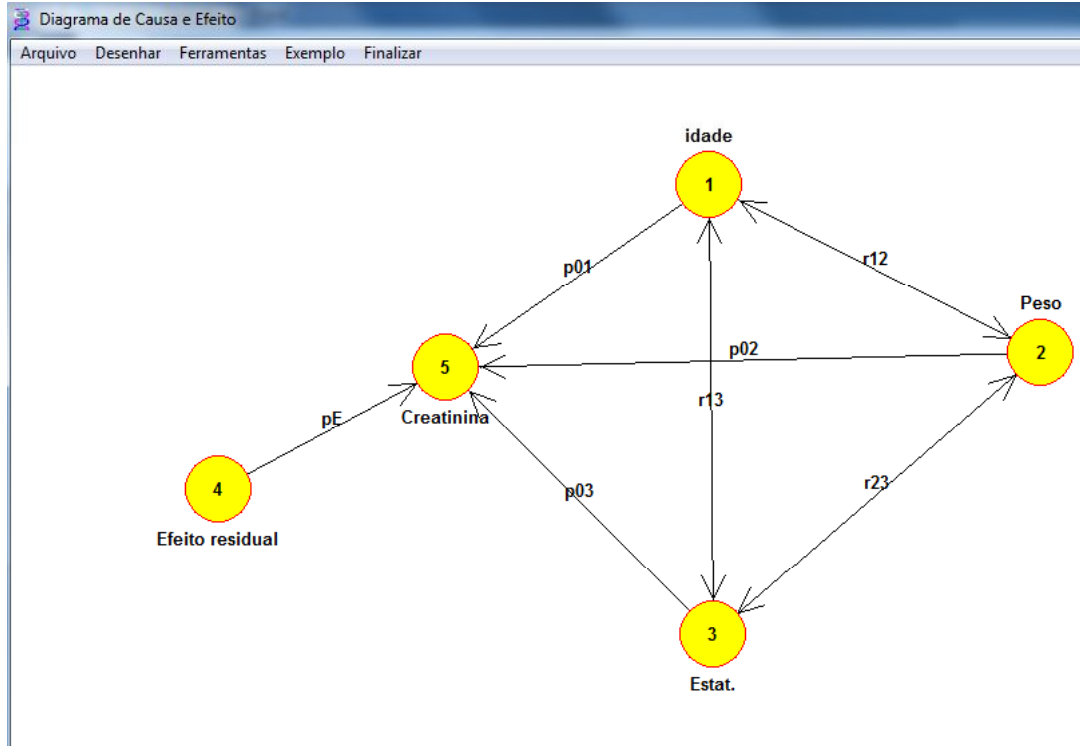 Diagrama de Causa e Efeito
Arquivo Desenhar Ferramentas Exemplo Finalizar
idade
1
p01
r12
Peso
2
p02
5
Creatinina
r13
pE
r23
p03
4
Efeito residual
3
Estat.